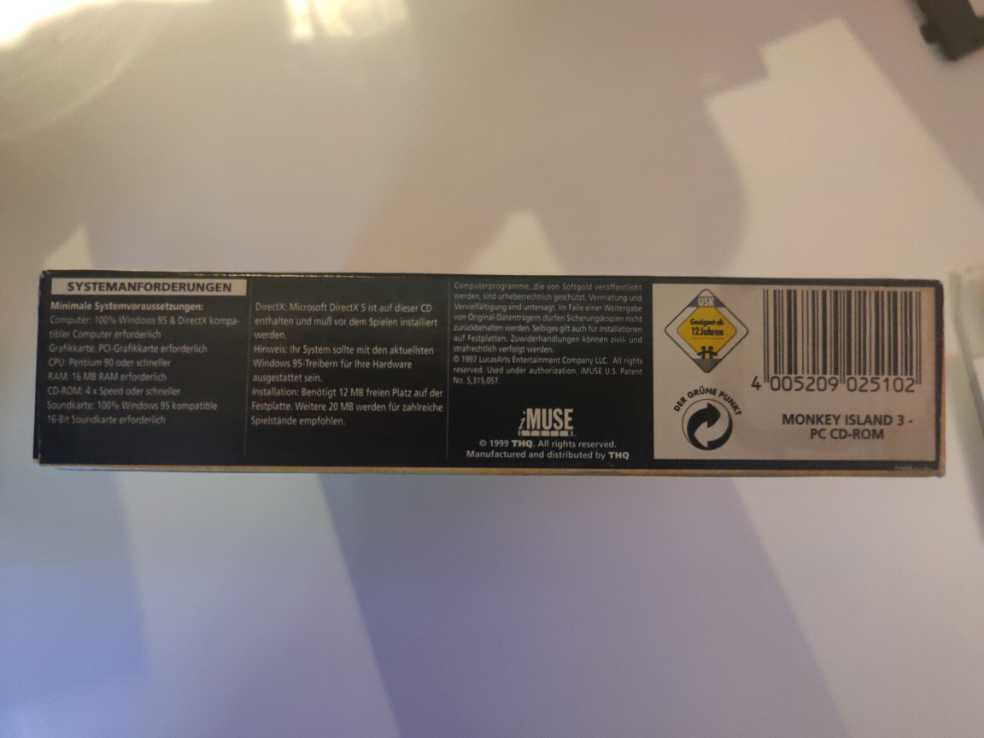 SYSTEMANFORDERUNGEN
Minimale Systemvoraussetzungen:
Computer: 100% Windows 95 & DirectX kompa-
tibler Computer erforderlich
Grafikkarte: PCI-Grafikkarte erforderlich
CPU: Pentium 90 oder schneller
RAM: 16 MB RAM erforderlich
CD-ROM: 4 x Speed oder schneller
Soundkarte: 100% Windows 95 kompatible
16-Bit Soundkarte erforderlich
DirectX: Microsoft DirectX 5 ist auf dieser CD
enthalten und muß vor dem Spielen installiert
werden.
Hinweis: Ihr System sollte mit den aktuellsten
Windows 95-Treibern für Ihre Hardware
ausgestattet sein.
Installation: Benötigt 12 MB freien Platz auf der
Festplatte. Weitere 20 MB werden für zahlreiche
Spielstände empfohlen.
Computerprogramme, die von Softgold veröffentlicht
werden, sind urheberrechtlich geschützt. Vermietung und
Vervielfältigung sind untersagt. Im Falle einer Weitergabe
von Original-Datenträgern dürfen Sicherungskopien nicht
zurückbehalten werden. Selbiges gilt auch für Installationen
auf Festplatten. Zuwiderhandlungen können zivil- und
strafrechtlich verfolgt werden.
© 1997 LucasArts Entertainment Company LLC. All rights
reserved. Used under authorization. iMUSE U.S. Patent
No. 5,315,057.
iMUSE
© 1999 THQ. All rights reserved.
Manufactured and distributed by THQ
USK
Geeignet ab
12 Jahren
DER GRÜNE PUNKT
4 005209 025102
MONKEY ISLAND 3 -
PC CD-ROM